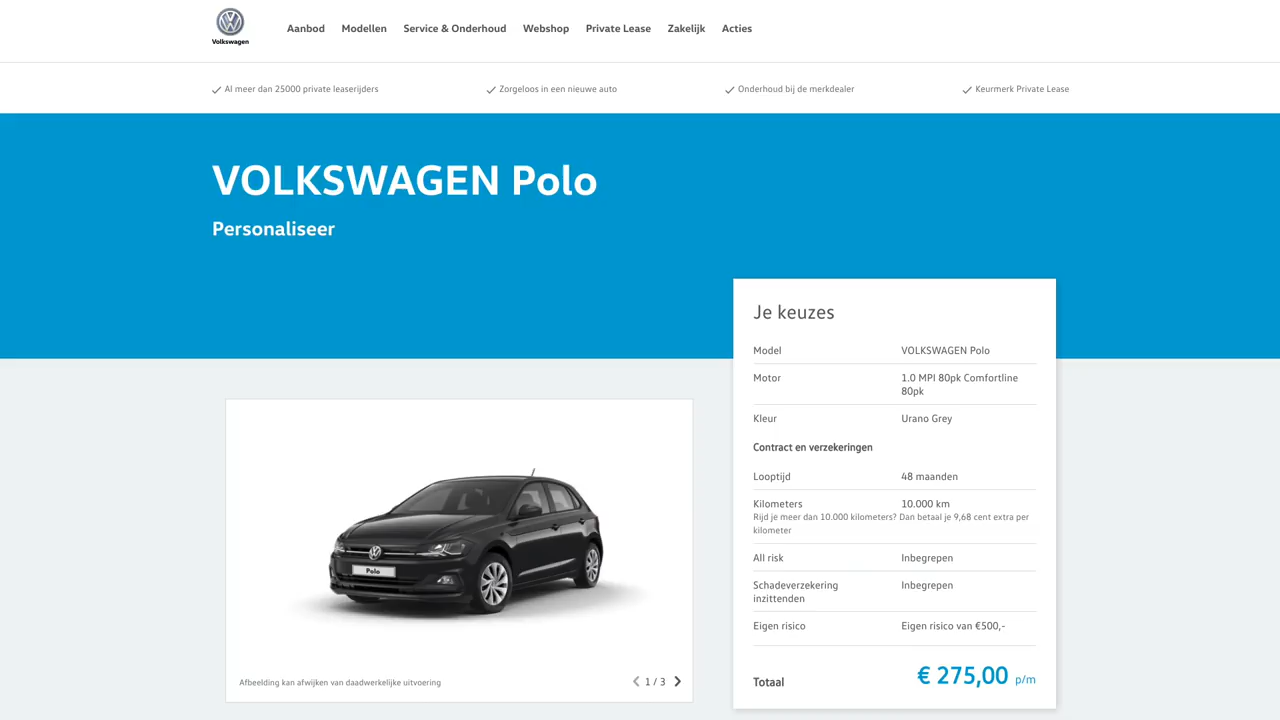 Volkswagen
Aanbod Modellen Service & Onderhoud Webshop Private Lease Zakelijk Acties
Al meer dan 25000 private leaserijders
Zorgeloos in een nieuwe auto
Onderhoud bij de merkdealer
Keurmerk Private Lease
VOLKSWAGEN Polo
Personaliseer
Je keuzes
Model VOLKSWAGEN Polo
Motor 1.0 MPI 80pk Comfortline
80pk
Kleur Urano Grey
Contract en verzekeringen
Looptijd 48 maanden
Kilometers 10.000 km
Rijd je meer dan 10.000 kilometers? Dan betaal je 9,68 cent extra per
kilometer
All risk Inbegrepen
Schadeverzekering Inbegrepen
inzittenden
Eigen risico Eigen risico van €500,-
Totaal € 275,00 p/m
Polo
Afbeelding kan afwijken van daadwerkelijke uitvoering
1 / 3